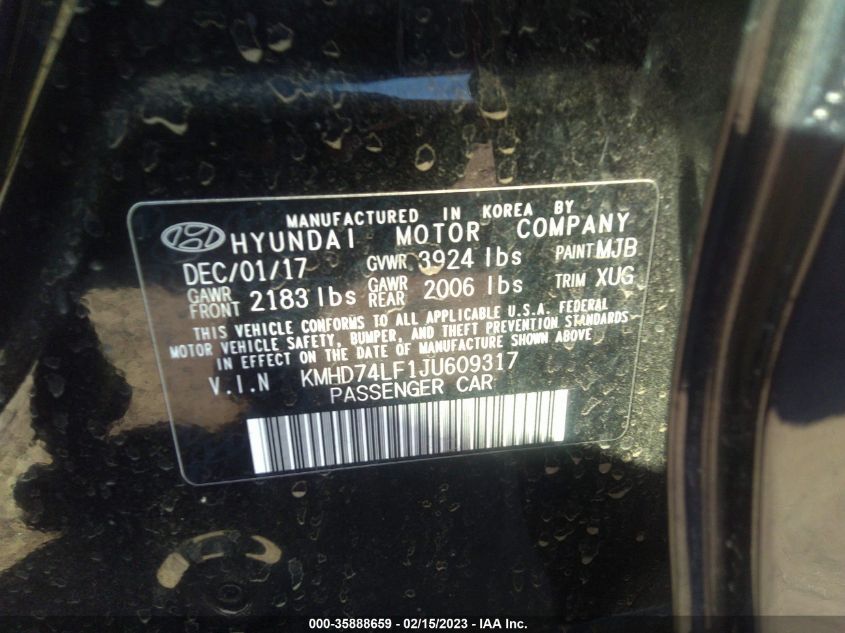 MANUFACTURED IN KOREA BY
HYUNDAI MOTOR COMPANY
DEC/01/17 GVWR 3924 lbs PAINT MJB
GAWR FRONT 2183 lbs GAWR REAR 2006 lbs TRIM XUG
THIS VEHICLE CONFORMS TO ALL APPLICABLE U.S.A. FEDERAL
MOTOR VEHICLE SAFETY, BUMPER, AND THEFT PREVENTION STANDARDS
IN EFFECT ON THE DATE OF MANUFACTURE SHOWN ABOVE
V.I.N KMHD74LF1JU609317
PASSENGER CAR
000-35888659 - 02/15/2023 - IAA Inc.